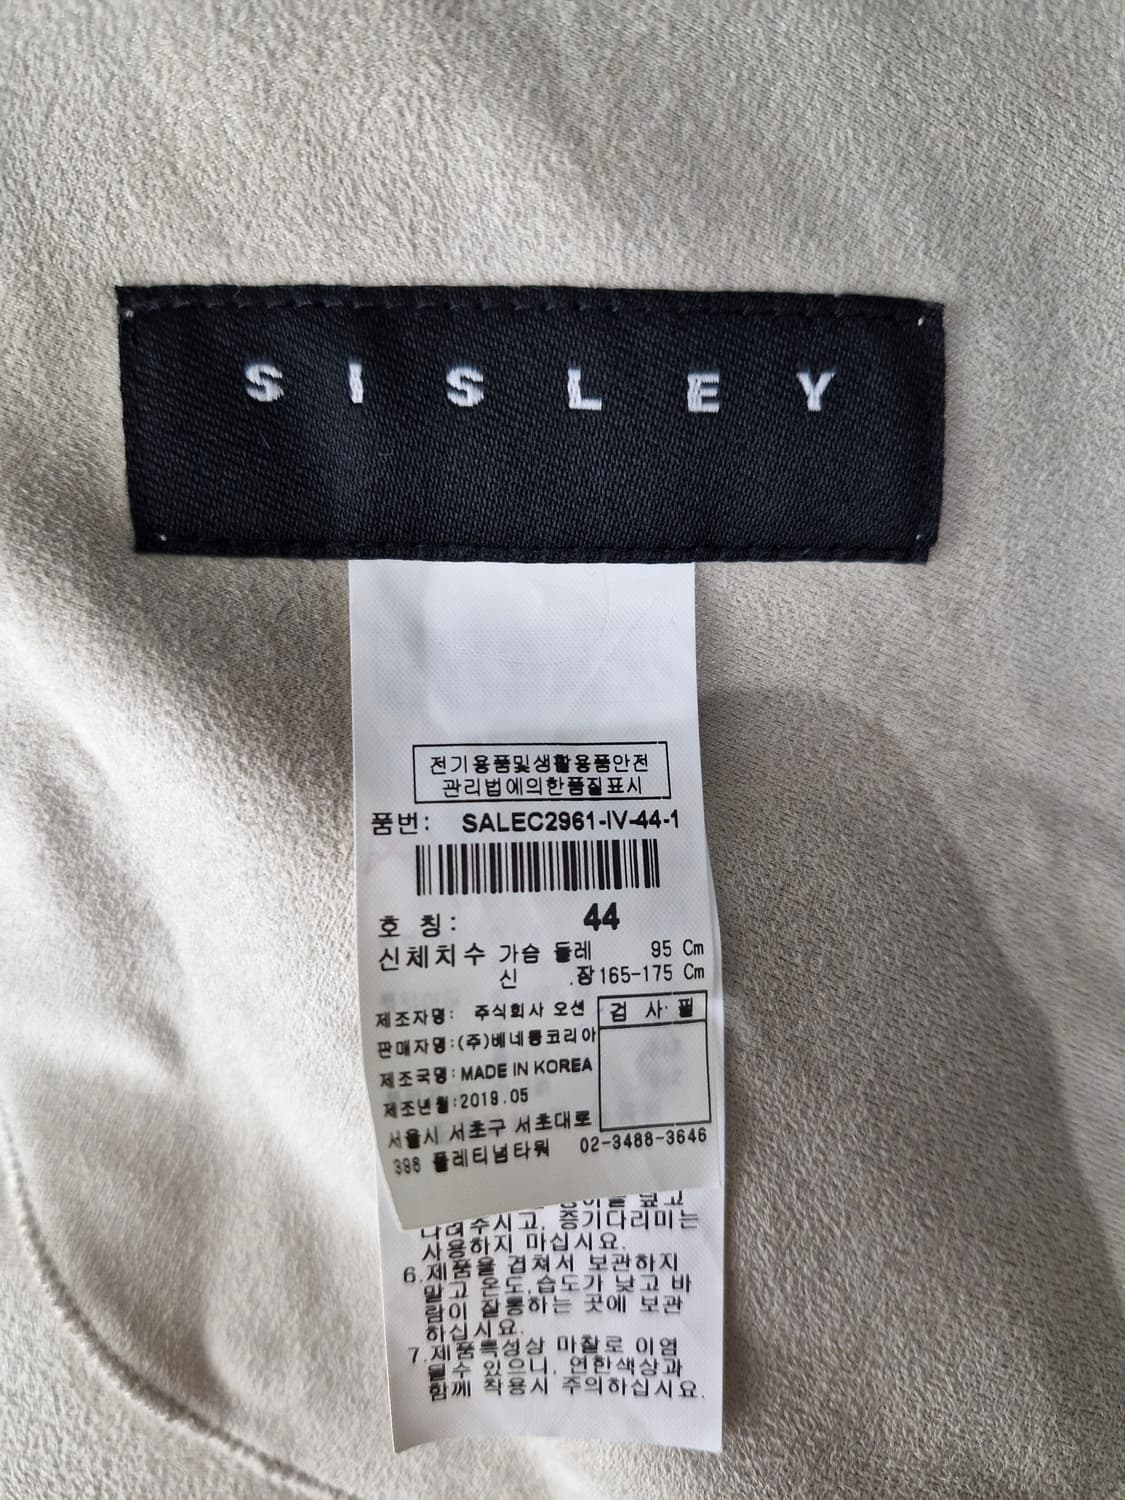 SISLEY
전기용품및생활용품안전
관리법에의한품질표시
품번: SALEC2961-IV-44-1
호 칭: 44
신체치수 가슴 둘레 95 Cm
신 장 165-175 Cm
제조자명: 주식회사 오션
검 사 필
판매자명:(주)베네통코리아
제조국명: MADE IN KOREA
제조년월:2019.05
서울시 서초구 서초대로
398 플래티넘타워 02-3488-3646
덮고
다려주시고, 증기다리미는
사용하지 마십시요.
6.제품을 겹쳐서 보관하지
말고 온도,습도가 낮고 바
람이 잘통하는 곳에 보관
하십시요.
7.제품특성상 마찰로 이염
될수 있으니, 연한색상과
함께 착용시 주의하십시요.